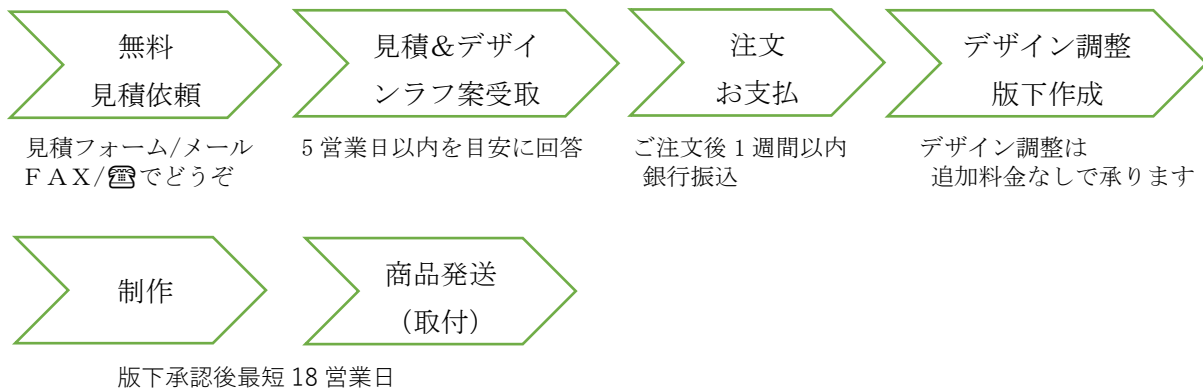 無料
見積依頼
見積&デザイ
ンラフ案受取
注文
お支払
デザイン調整
版下作成
見積フォーム/メール
ＦＡＸ/☎でどうぞ
5 営業日以内を目安に回答
ご注文後 1 週間以内
銀行振込
デザイン調整は
追加料金なしで承ります
制作
商品発送
（取付）
版下承認後最短 18 営業日